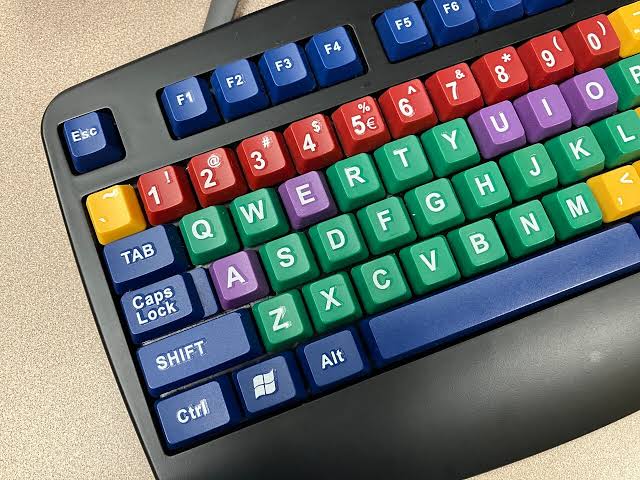 F1 F2 F3 F4 F5 F6
Esc
~ ` 1 ! 2 @ 3 # 4 $ 5 % € 6 ^ 7 & 8 * 9 ( 0 )
TAB Q W E R T Y U I O P
Caps Lock A S D F G H J K L
SHIFT Z X C V B N M , <
Ctrl Alt